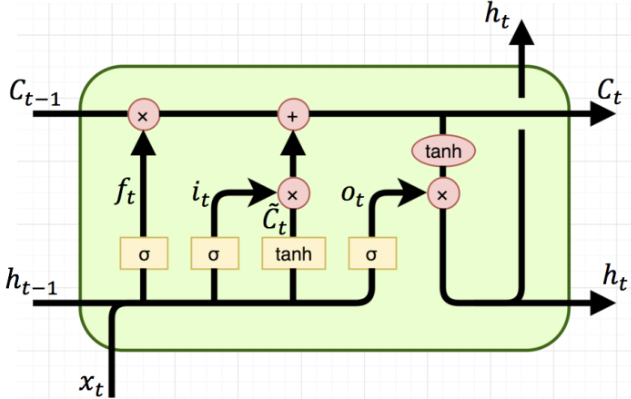 h_t
C_{t-1} × + C_t
tanh
f_t i_t × o_t ×
C̃_t
σ σ tanh σ
h_{t-1} h_t
x_t